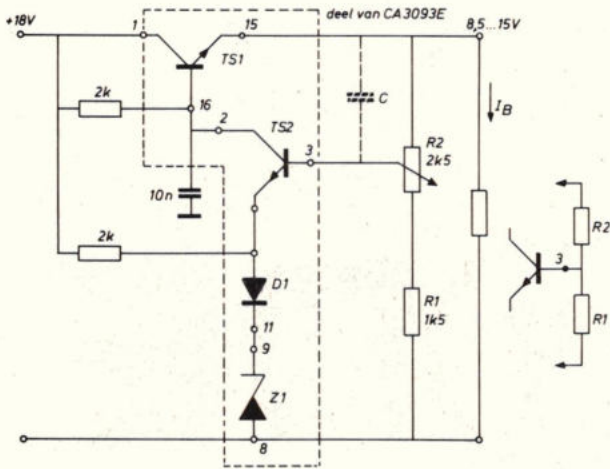 +18V
1
15
deel van CA3093E
8,5...15V
TS1
IB
2k
16
2
TS2
C
3
R2
2k5
10n
R2
3
2k
D1
R1
1k5
R1
11
9
Z1
8